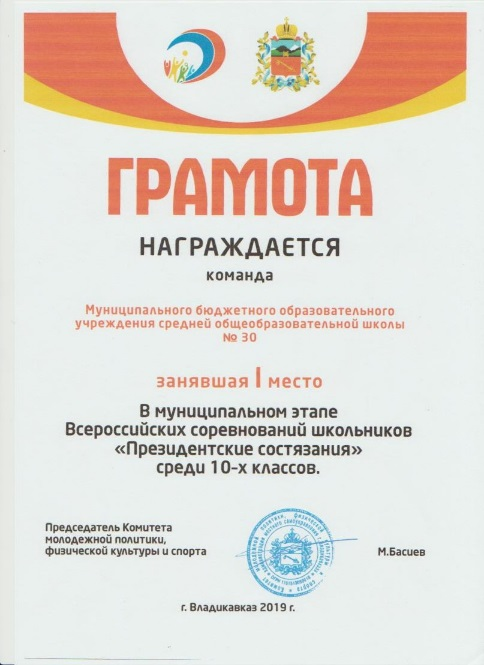 ГРАМОТА
НАГРАЖДАЕТСЯ
команда
Муниципального бюджетного образовательного
учреждения средней общеобразовательной школы
№ 30
занявшая I место
В муниципальном этапе
Всероссийских соревнований школьников
«Президентские состязания»
среди 10-х классов.
Председатель Комитета
молодежной политики,
физической культуры и спорта
М.Басиев
г. Владикавказ 2019 г.